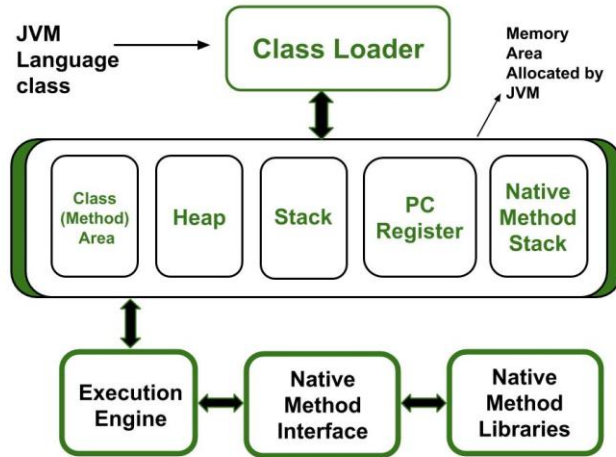 JVM
Language
class
Class Loader
Memory
Area
Allocated by
JVM
Class
(Method)
Area
Heap
Stack
PC
Register
Native
Method
Stack
Execution
Engine
Native
Method
Interface
Native
Method
Libraries